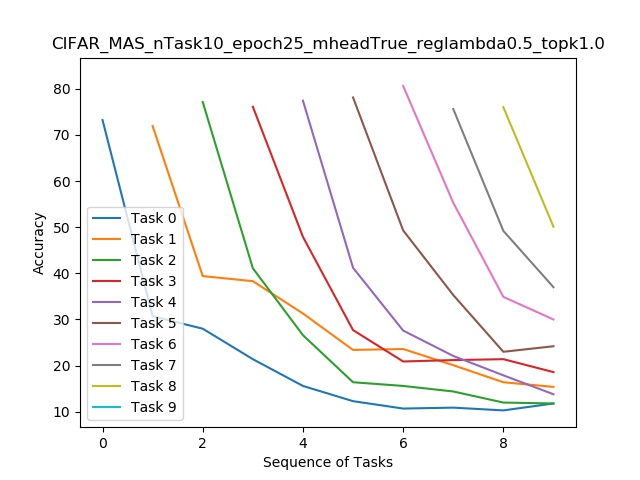 CIFAR_MAS_nTask10_epoch25_mheadTrue_reglambda0.5_topk1.0
80
70
60
50
40
30
20
10
Accuracy
Task 0
Task 1
Task 2
Task 3
Task 4
Task 5
Task 6
Task 7
Task 8
Task 9
0 2 4 6 8
Sequence of Tasks